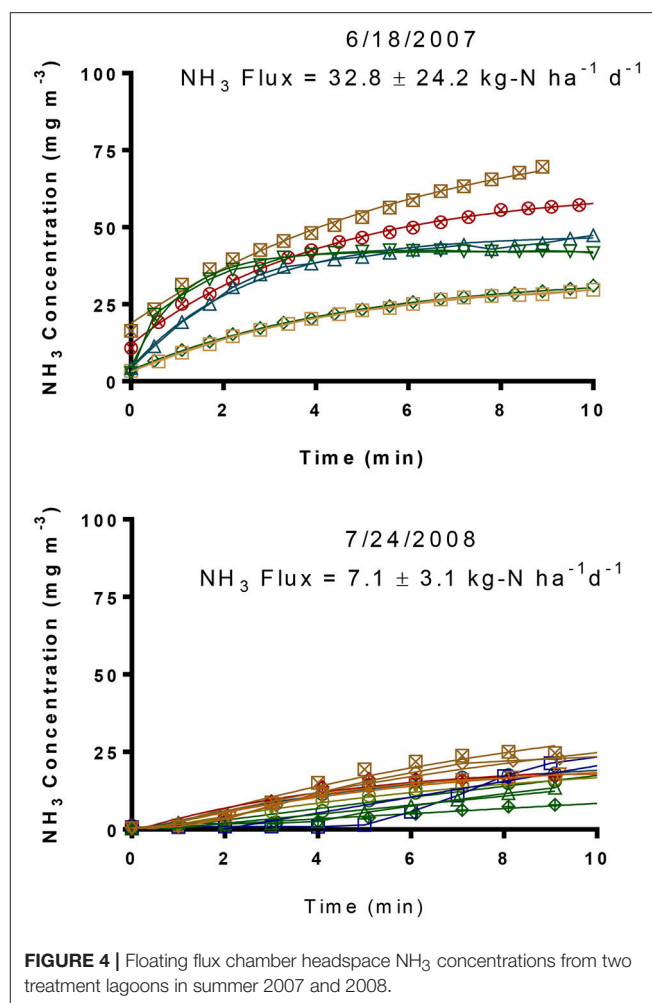 6/18/2007
NH₃ Flux = 32.8 ± 24.2 kg-N ha⁻¹ d⁻¹
NH₃ Concentration (mg m⁻³)
100
75
50
25
0
0 2 4 6 8 10
Time (min)
7/24/2008
NH₃ Flux = 7.1 ± 3.1 kg-N ha⁻¹d⁻¹
NH₃ Concentration (mg m⁻³)
100
75
50
25
0
0 2 4 6 8 10
Time (min)
FIGURE 4 | Floating flux chamber headspace NH₃ concentrations from two
treatment lagoons in summer 2007 and 2008.